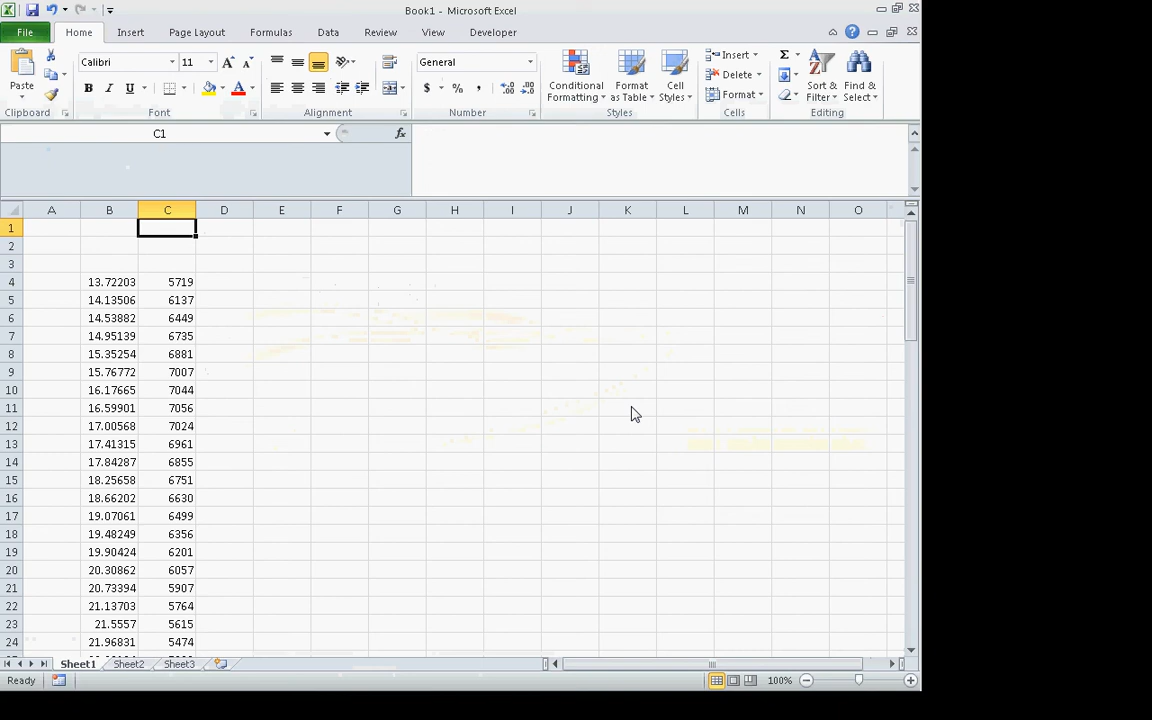 Book1 - Microsoft Excel
File Home Insert Page Layout Formulas Data Review View Developer
Paste
Calibri 11
General
Conditional Formatting
Format as Table
Cell Styles
Insert
Delete
Format
Sort & Filter
Find & Select
Clipboard Font Alignment Number Styles Cells Editing
C1 fx
A B C D E F G H I J K L M N O
1
2
3
4 13.72203 5719
5 14.13506 6137
6 14.53882 6449
7 14.95139 6735
8 15.35254 6881
9 15.76772 7007
10 16.17665 7044
11 16.59901 7056
12 17.00568 7024
13 17.41315 6961
14 17.84287 6855
15 18.25658 6751
16 18.66202 6630
17 19.07061 6499
18 19.48249 6356
19 19.90424 6201
20 20.30862 6057
21 20.73394 5907
22 21.13703 5764
23 21.5557 5615
24 21.96831 5474
Sheet1 Sheet2 Sheet3
Ready 100%